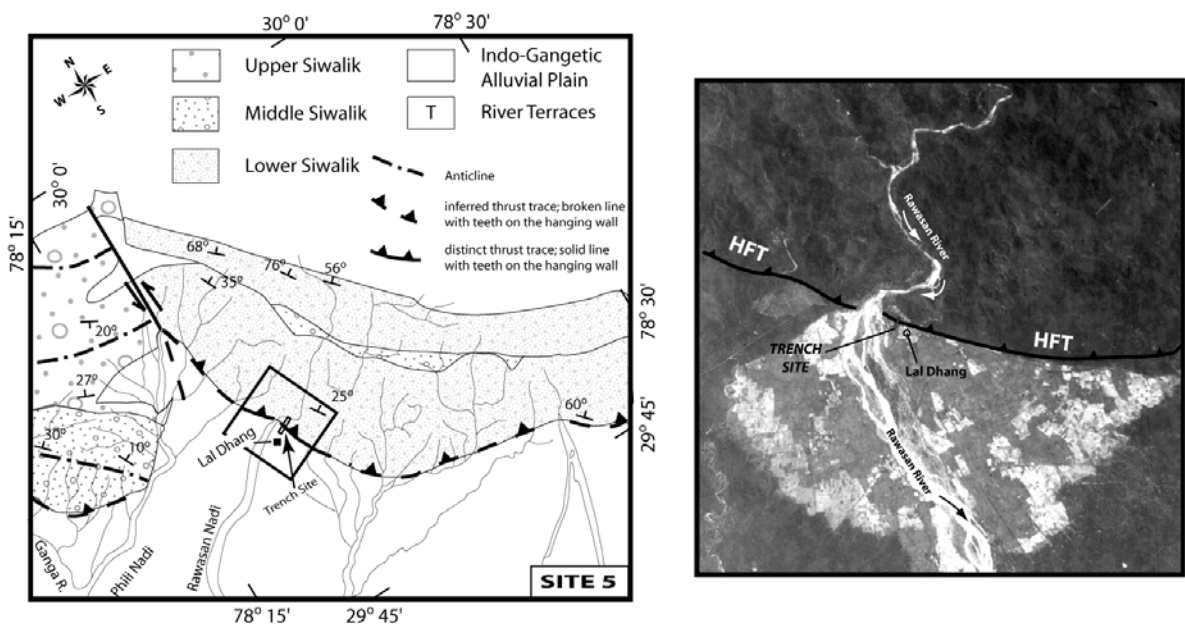 30° 0'
78° 30'
N
E
W
S
Upper Siwalik
Middle Siwalik
Lower Siwalik
Indo-Gangetic
Alluvial Plain
T
River Terraces
Anticline
inferred thrust trace; broken line
with teeth on the hanging wall
distinct thrust trace; solid line
with teeth on the hanging wall
30° 0'
78° 15'
68°
76°
56°
35°
20°
27°
25°
60°
30°
10°
78° 30'
29° 45'
Lal Dhang
Trench Site
Ganga R.
Phili Nadi
Rawasan Nadi
SITE 5
78° 15'
29° 45'
Rawasan River
HFT
TRENCH
SITE
Lal Dhang
HFT
Rawasan River